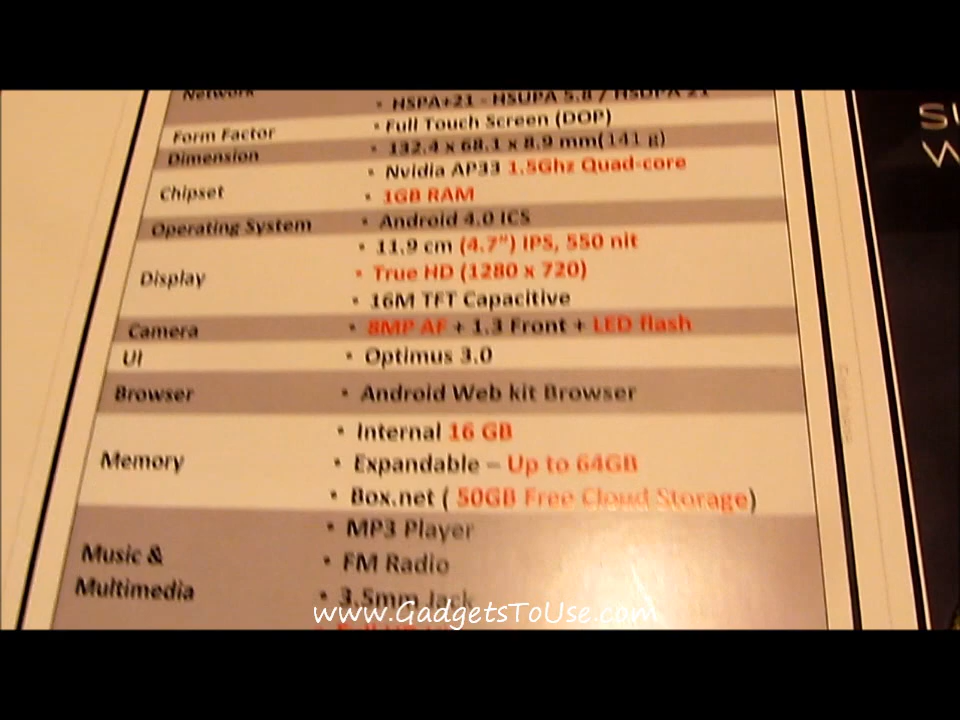 Network
• HSPA+21 - HSUPA 5.8 / HSDPA 21
Form Factor • Full Touch Screen (DOP)
Dimension • 132.4 x 68.1 x 8.9 mm(141 g)
Chipset • Nvidia AP33 1.5Ghz Quad-core
• 1GB RAM
Operating System • Android 4.0 ICS
Display • 11.9 cm (4.7”) IPS, 550 nit
• True HD (1280 x 720)
• 16M TFT Capacitive
Camera • 8MP AF + 1.3 Front + LED flash
UI • Optimus 3.0
Browser • Android Web kit Browser
Memory • Internal 16 GB
• Expandable – Up to 64GB
• Box.net ( 50GB Free Cloud Storage)
Music & Multimedia • MP3 Player
• FM Radio
• 3.5mm Jack
www.GadgetsToUse.com